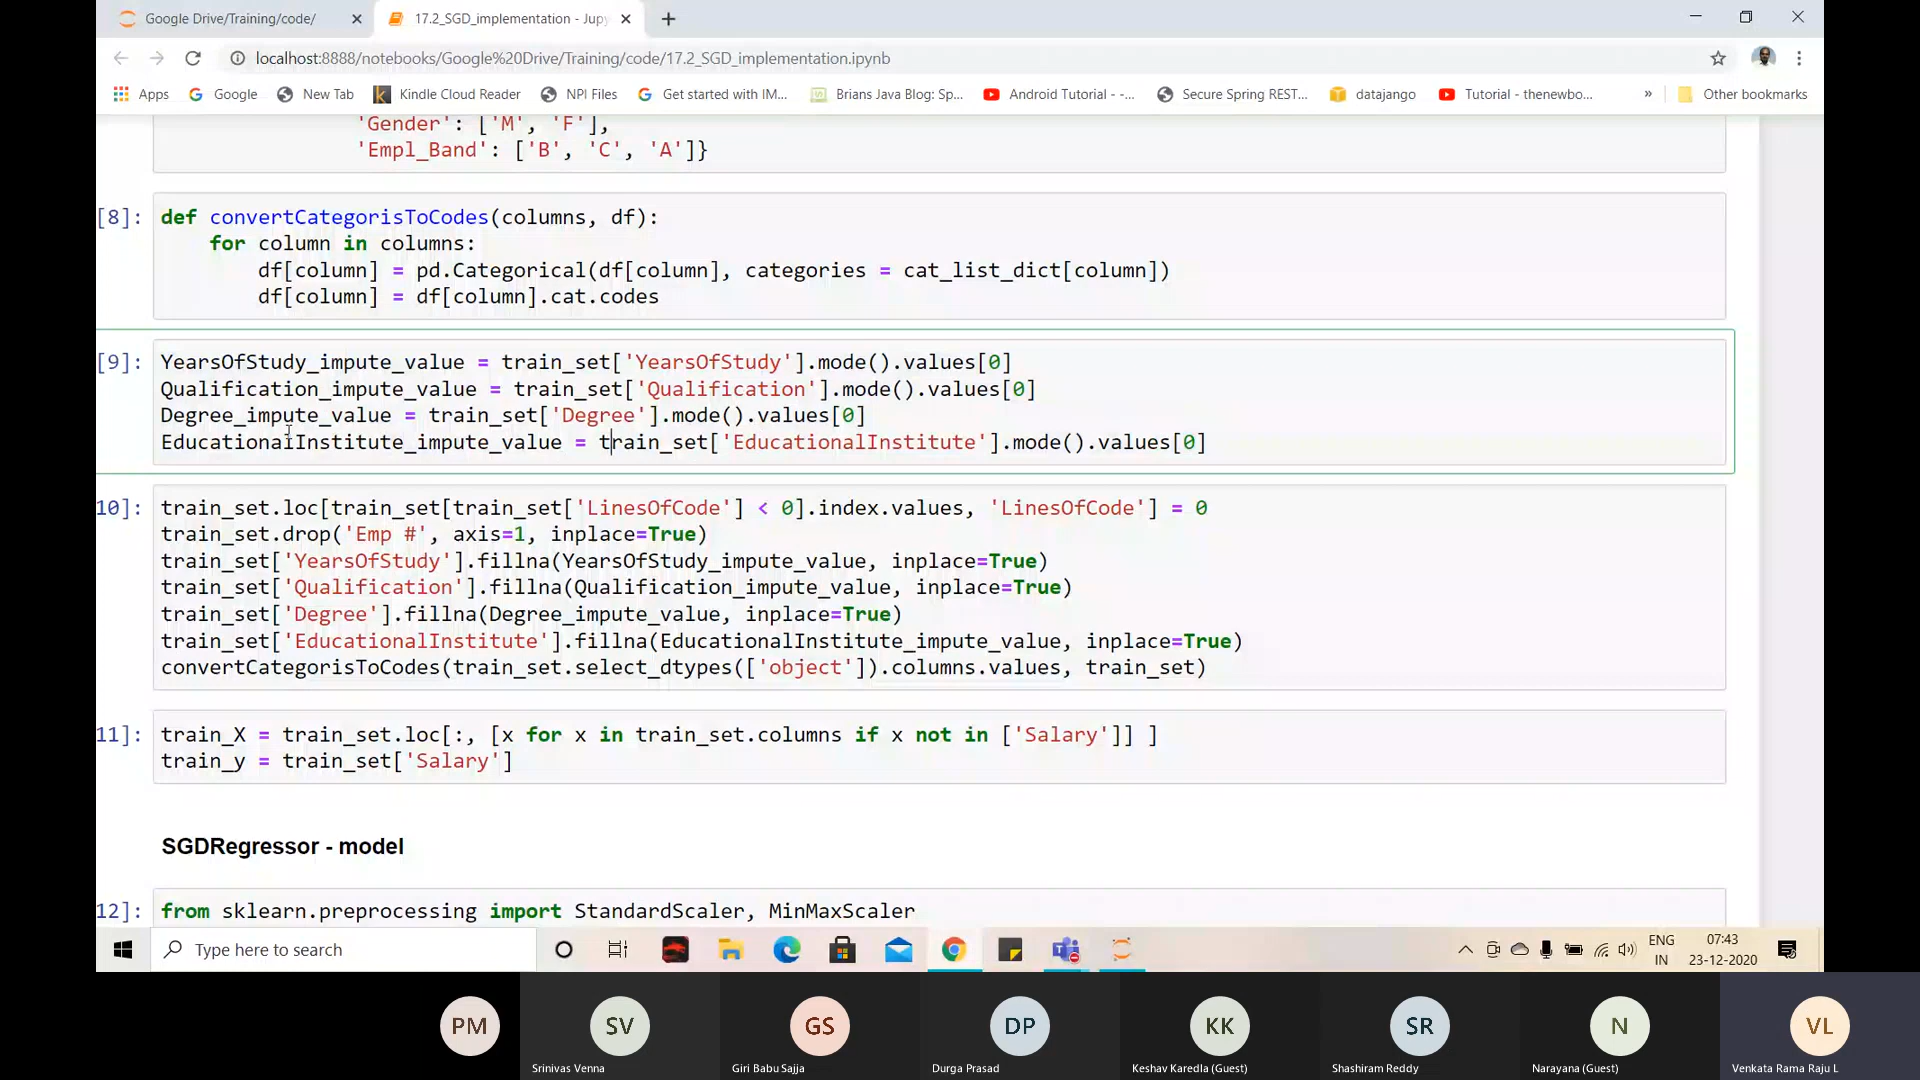 Google Drive/Training/code/
17.2_SGD_implementation - Jupy
localhost:8888/notebooks/Google%20Drive/Training/code/17.2_SGD_implementation.ipynb
Apps Google New Tab Kindle Cloud Reader NPI Files Get started with IM... Brians Java Blog: Sp... Android Tutorial - -... Secure Spring REST... datajango Tutorial - thenewbo... » Other bookmarks
'Gender': ['M', 'F'],
'Empl_Band': ['B', 'C', 'A']}
[8]: def convertCategorisToCodes(columns, df):
for column in columns:
df[column] = pd.Categorical(df[column], categories = cat_list_dict[column])
df[column] = df[column].cat.codes
[9]: YearsOfStudy_impute_value = train_set['YearsOfStudy'].mode().values[0]
Qualification_impute_value = train_set['Qualification'].mode().values[0]
Degree_impute_value = train_set['Degree'].mode().values[0]
EducationalInstitute_impute_value = train_set['EducationalInstitute'].mode().values[0]
10]: train_set.loc[train_set[train_set['LinesOfCode'] < 0].index.values, 'LinesOfCode'] = 0
train_set.drop('Emp #', axis=1, inplace=True)
train_set['YearsOfStudy'].fillna(YearsOfStudy_impute_value, inplace=True)
train_set['Qualification'].fillna(Qualification_impute_value, inplace=True)
train_set['Degree'].fillna(Degree_impute_value, inplace=True)
train_set['EducationalInstitute'].fillna(EducationalInstitute_impute_value, inplace=True)
convertCategorisToCodes(train_set.select_dtypes(['object']).columns.values, train_set)
11]: train_X = train_set.loc[:, [x for x in train_set.columns if x not in ['Salary']] ]
train_y = train_set['Salary']
SGDRegressor - model
12]: from sklearn.preprocessing import StandardScaler, MinMaxScaler
Type here to search
ENG
IN
07:43
23-12-2020
PM SV GS DP KK SR N VL
Srinivas Venna Giri Babu Sajja Durga Prasad Keshav Karedla (Guest) Shashiram Reddy Narayana (Guest) Venkata Rama Raju L